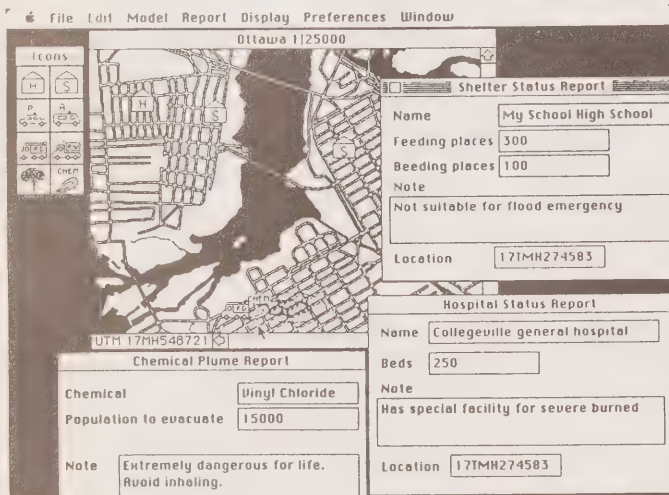 File Edit Model Report Display Preferences Window
Ottawa 1|25000
Icons
H S
P A
CHEM
H
S
S
CHEM
UTM 17MH548721
Shelter Status Report
Name My School High School
Feeding places 300
Beeding places 100
Note
Not suitable for flood emergency
Location 17TMH274583
Hospital Status Report
Name Collegeville general hospital
Beds 250
Note
Has special facility for severe burned
Location 17TMH274583
Chemical Plume Report
Chemical Vinyl Chloride
Population to evacuate 15000
Note Extremely dangerous for life.
Avoid inhaling.